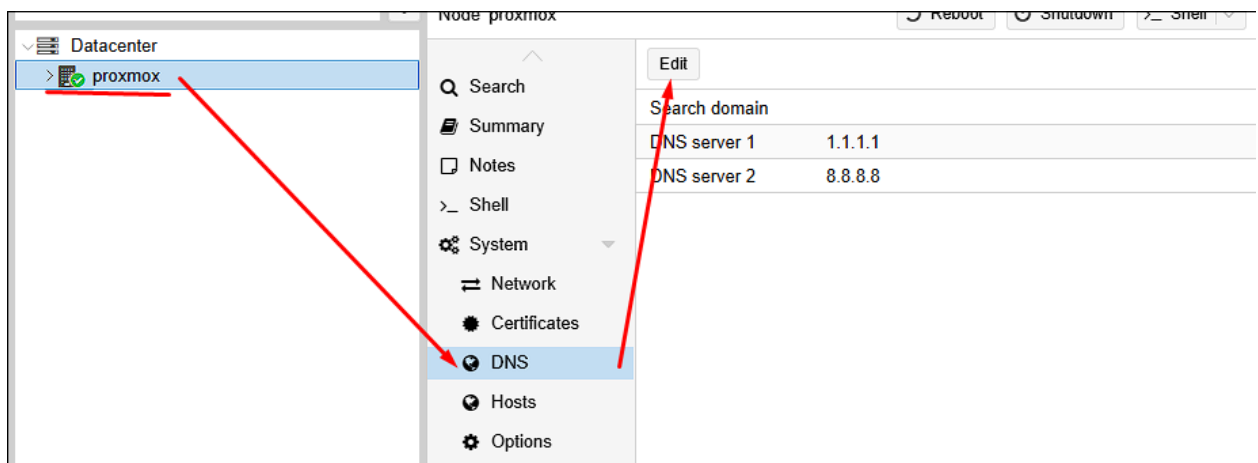 Node 'proxmox'
Reboot
Shutdown
Shell
Datacenter
proxmox
Search
Summary
Notes
Shell
System
Network
Certificates
DNS
Hosts
Options
Edit
Search domain
DNS server 1 1.1.1.1
DNS server 2 8.8.8.8